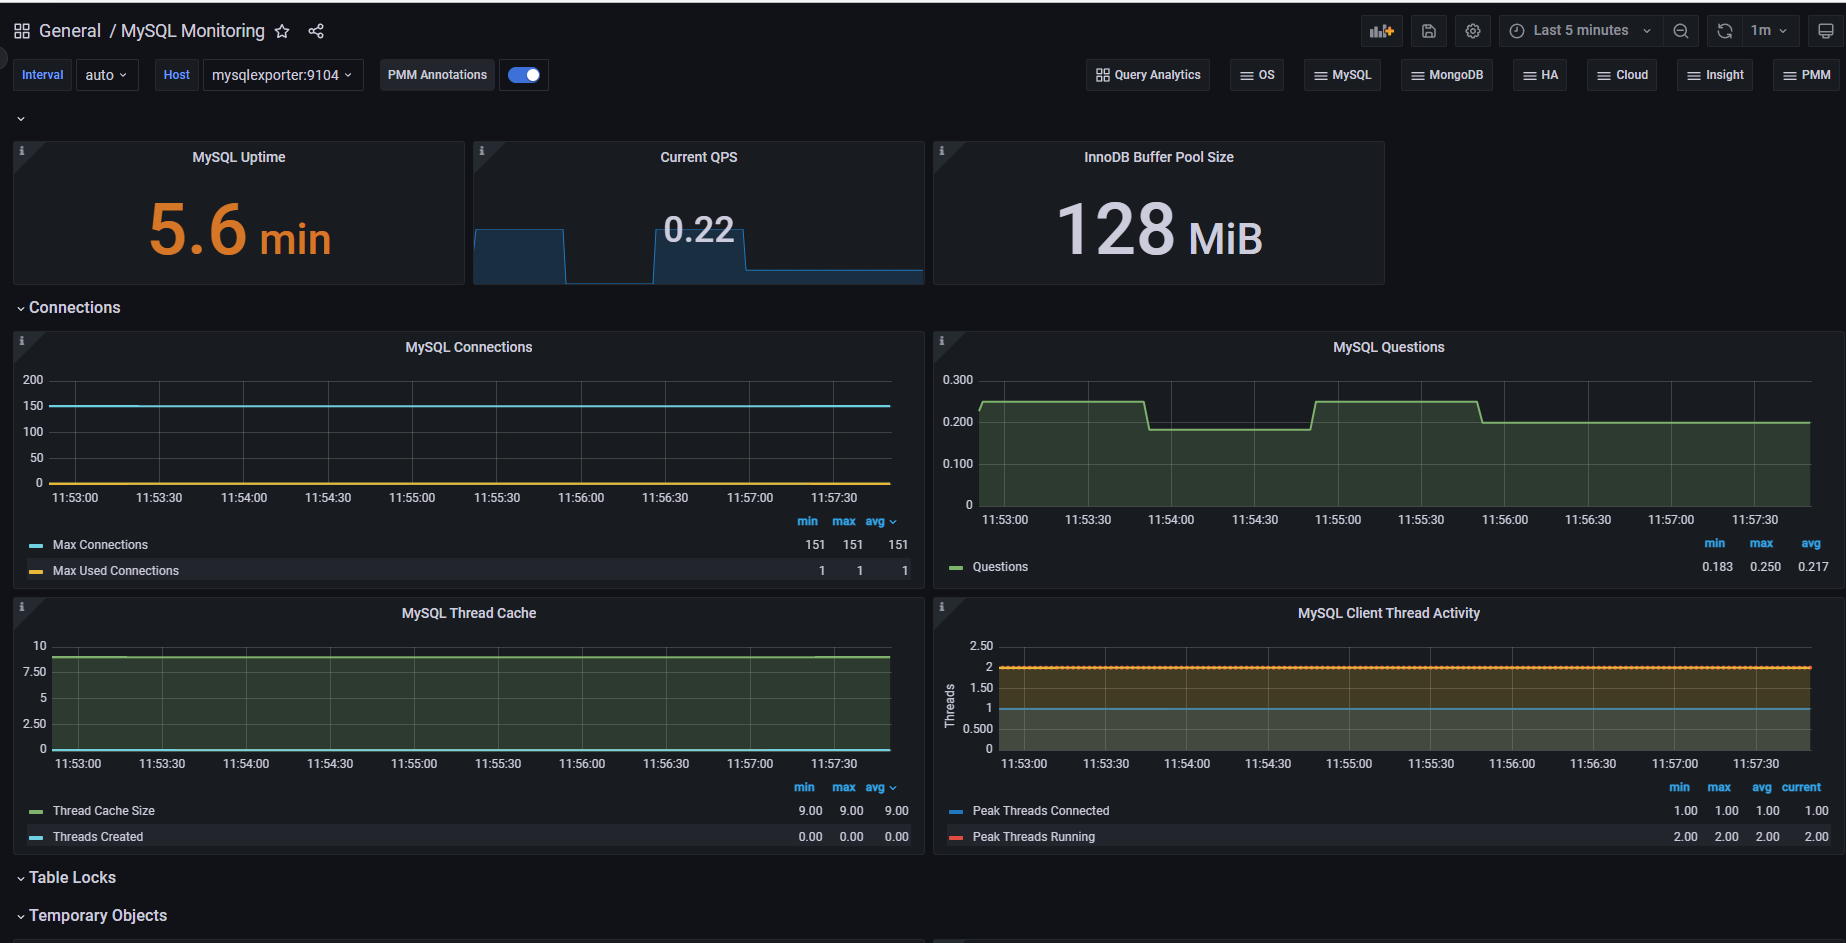 General / MySQL Monitoring
Last 5 minutes
1m
Interval auto Host mysqlexporter:9104 PMM Annotations
Query Analytics OS MySQL MongoDB HA Cloud Insight PMM
MySQL Uptime
5.6 min
Current QPS
0.22
InnoDB Buffer Pool Size
128 MiB
Connections
MySQL Connections
200
150
100
50
0
11:53:00 11:53:30 11:54:00 11:54:30 11:55:00 11:55:30 11:56:00 11:56:30 11:57:00 11:57:30
min max avg
Max Connections 151 151 151
Max Used Connections 1 1 1
MySQL Questions
0.300
0.200
0.100
0
11:53:00 11:53:30 11:54:00 11:54:30 11:55:00 11:55:30 11:56:00 11:56:30 11:57:00 11:57:30
min max avg
Questions 0.183 0.250 0.217
MySQL Thread Cache
10
7.50
5
2.50
0
11:53:00 11:53:30 11:54:00 11:54:30 11:55:00 11:55:30 11:56:00 11:56:30 11:57:00 11:57:30
min max avg
Thread Cache Size 9.00 9.00 9.00
Threads Created 0.00 0.00 0.00
MySQL Client Thread Activity
Threads
2.50
2
1.50
1
0.500
0
11:53:00 11:53:30 11:54:00 11:54:30 11:55:00 11:55:30 11:56:00 11:56:30 11:57:00 11:57:30
min max avg current
Peak Threads Connected 1.00 1.00 1.00 1.00
Peak Threads Running 2.00 2.00 2.00 2.00
Table Locks
Temporary Objects